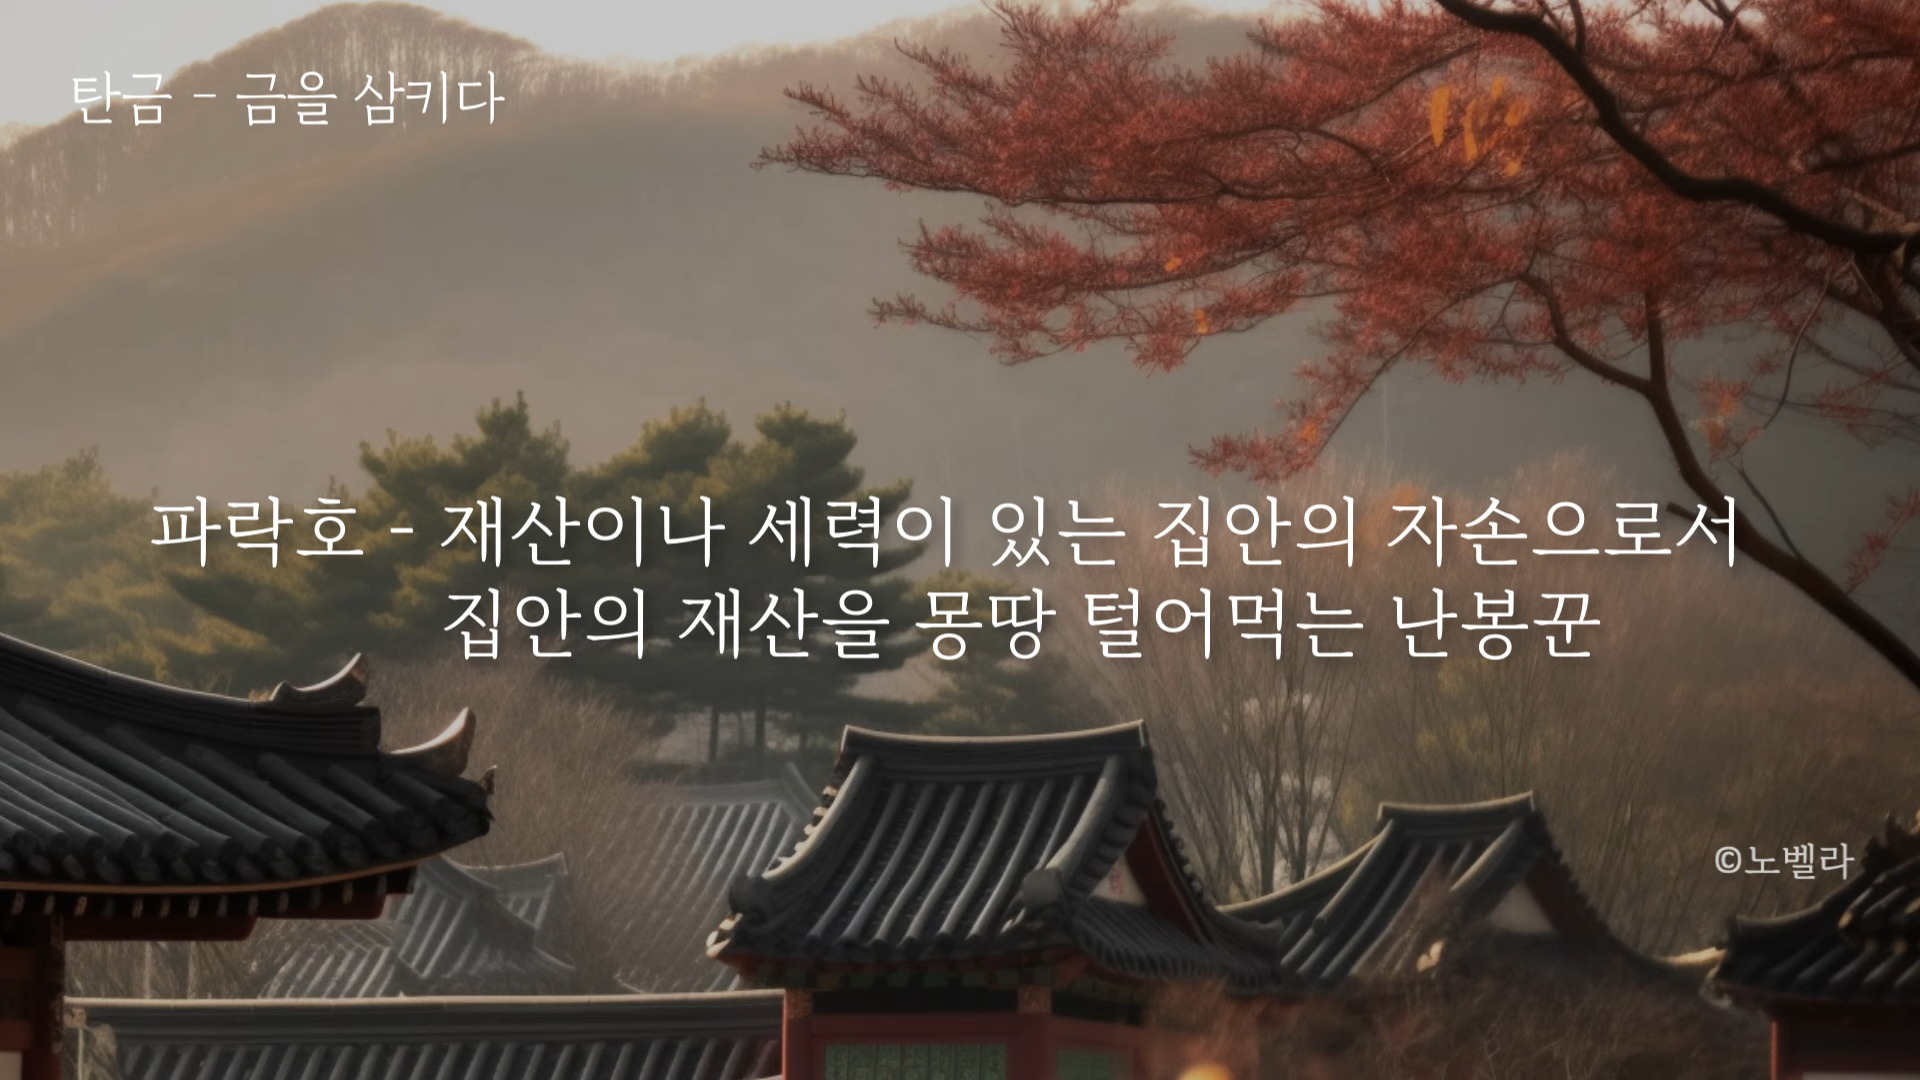 탄금 - 금을 삼키다
파락호 - 재산이나 세력이 있는 집안의 자손으로서
집안의 재산을 몽땅 털어먹는 난봉꾼
©노벨라